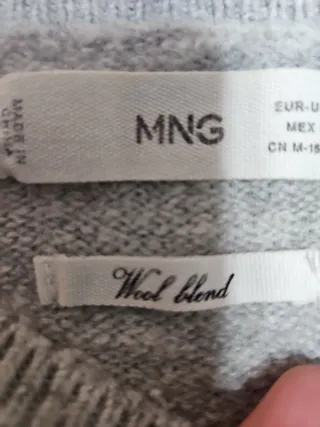 MADE IN
CHINA
MNG
EUR-U
MEX
CN M-16
Wool blend